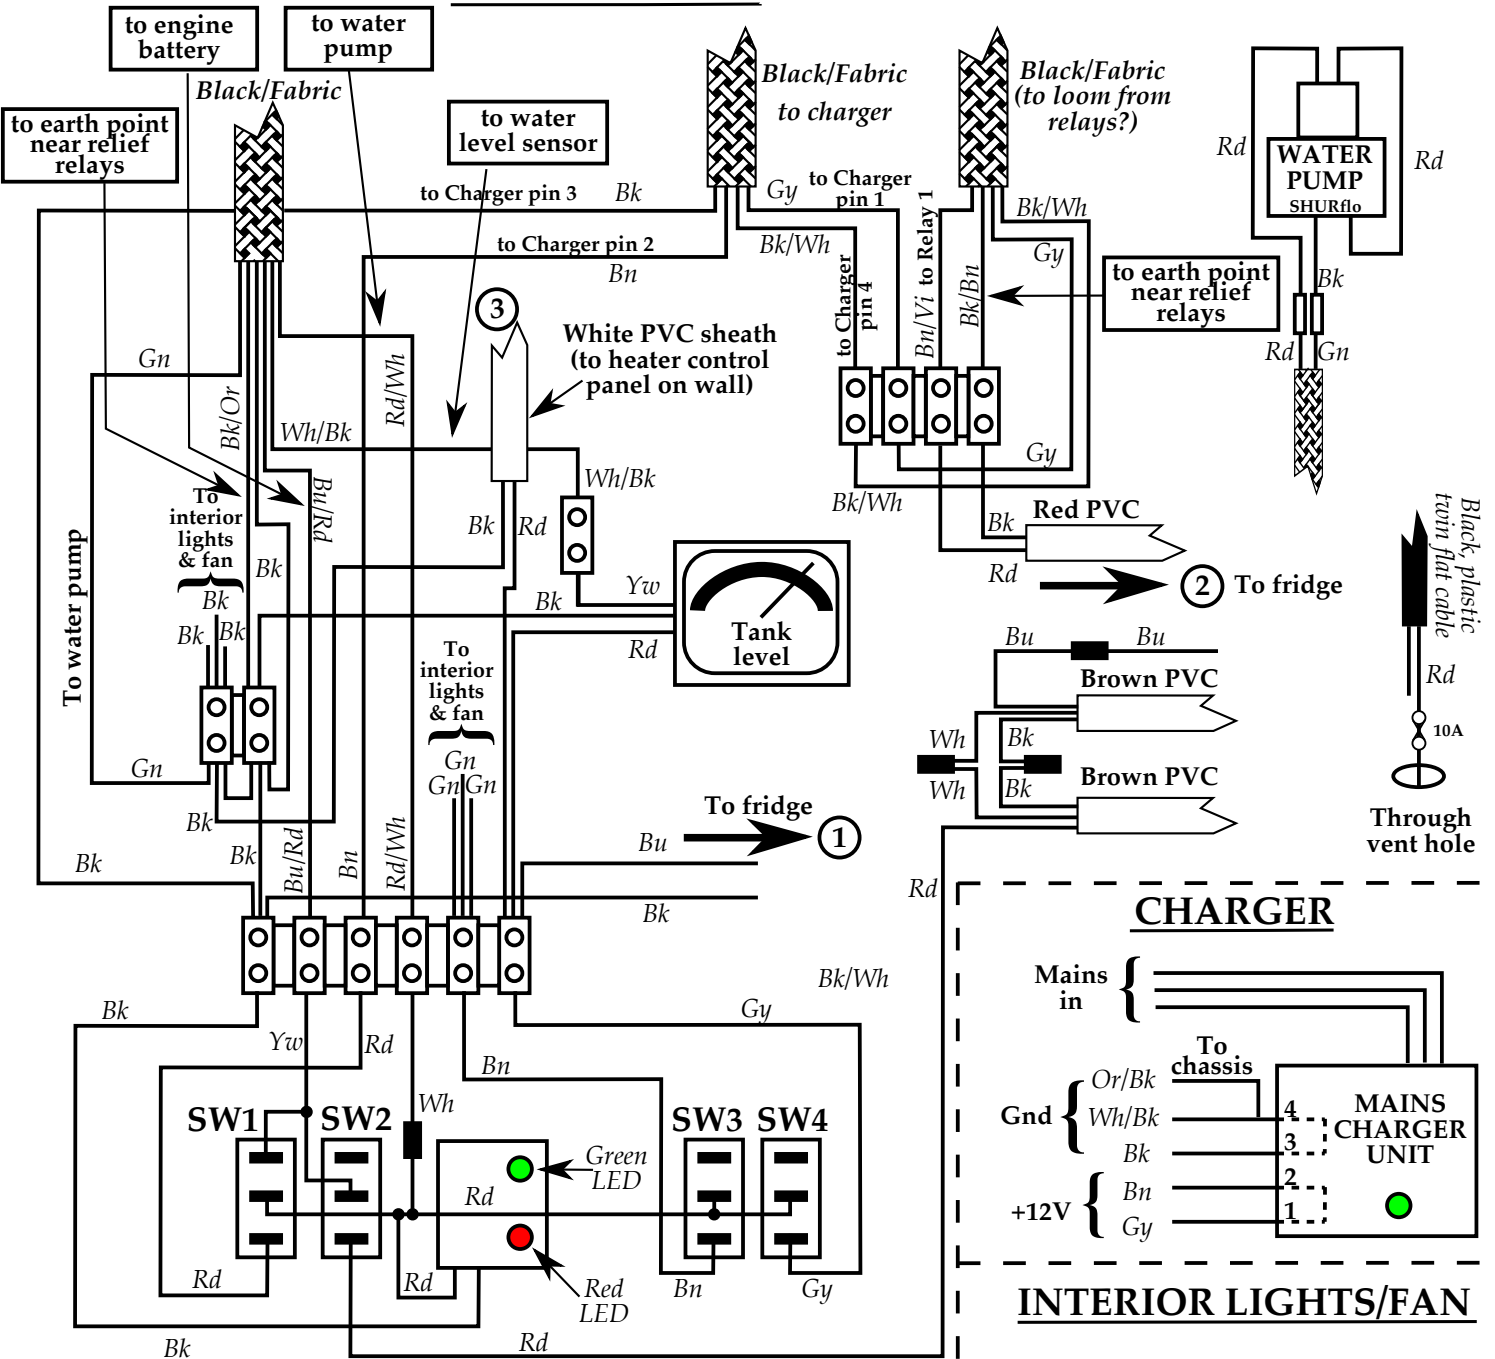 to engine
battery
to water
pump
Black/Fabric
to earth point
near relief
relays
to water
level sensor
Black/Fabric
to charger
Black/Fabric
(to loom from
relays?)
Rd
Rd
WATER
PUMP
SHURflo
Bk
Rd
Gn
to Charger pin 3
Bk
Gy
to Charger
pin 1
Bk/Wh
to Charger pin 2
Bn
Bk/Wh
Gy
to Charger
pin 4
Bn/Vi
to Relay 1
Bk/Bn
to earth point
near relief
relays
3
White PVC sheath
(to heater control
panel on wall)
Gn
Bk/Or
Rd/Wh
Wh/Bk
Wh/Bk
Gy
Bk/Wh
Bu/Rd
To
interior
lights
& fan
Bk
Bk
Bk
Bk
Bk
Rd
To water pump
Red PVC
Bk
Rd
2
To fridge
Black, plastic
twin flat cable
Rd
10A
Through
vent hole
Yw
Bk
Rd
Tank
level
To
interior
lights
& fan
Gn
Gn
Gn
Bu
Bu
Brown PVC
Wh
Bk
Wh
Bk
Brown PVC
Gn
Bk
Bk
Bk
Bu/Rd
Bn
Rd/Wh
To fridge
1
Bu
Bk
Rd
Bk/Wh
Bk
Yw
Rd
Bn
Gy
Wh
SW1
SW2
SW3
SW4
Green
LED
Rd
Rd
Rd
Red
LED
Bn
Gy
Bk
Rd
CHARGER
Mains
in
To
chassis
Gnd
Or/Bk
Wh/Bk
Bk
+12V
Bn
Gy
4
3
2
1
MAINS
CHARGER
UNIT
INTERIOR LIGHTS/FAN